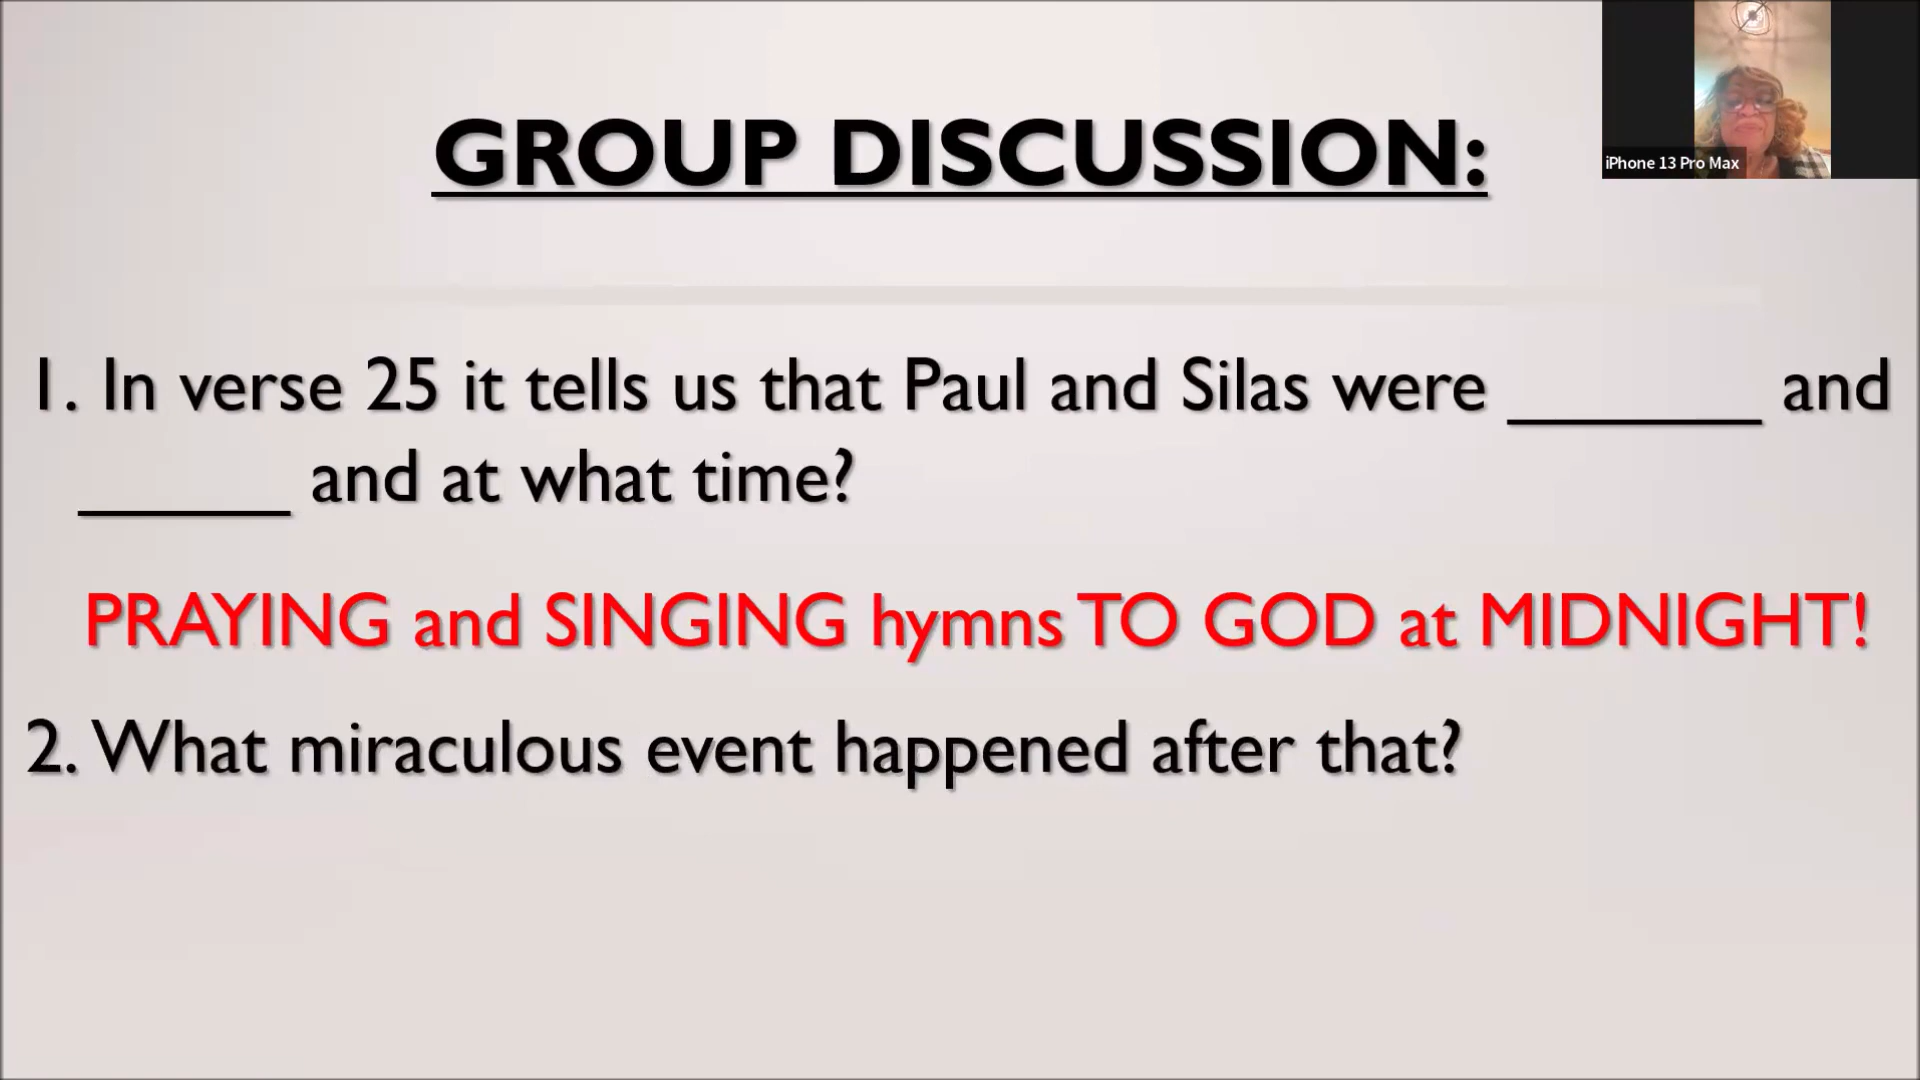 GROUP DISCUSSION:
iPhone 13 Pro Max
1. In verse 25 it tells us that Paul and Silas were ______ and
_____ and at what time?
PRAYING and SINGING hymns TO GOD at MIDNIGHT!
2. What miraculous event happened after that?